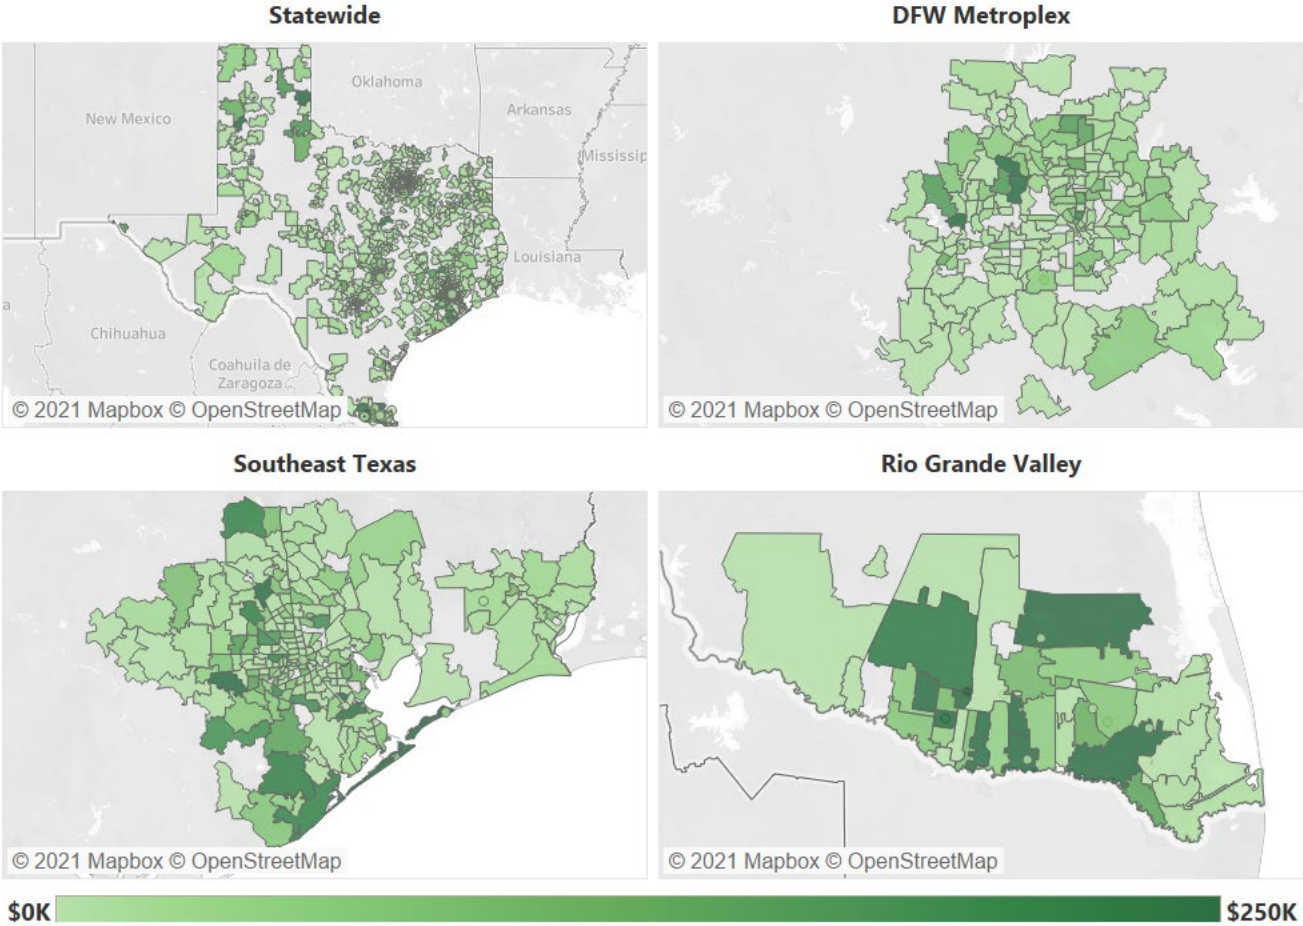 Statewide
DFW Metroplex
Oklahoma
New Mexico
Arkansas
Mississip
Louisiana
a
Chihuahua
Coahuila de
Zaragoza
© 2021 Mapbox © OpenStreetMap
© 2021 Mapbox © OpenStreetMap
Southeast Texas
Rio Grande Valley
© 2021 Mapbox © OpenStreetMap
© 2021 Mapbox © OpenStreetMap
$0K
$250K